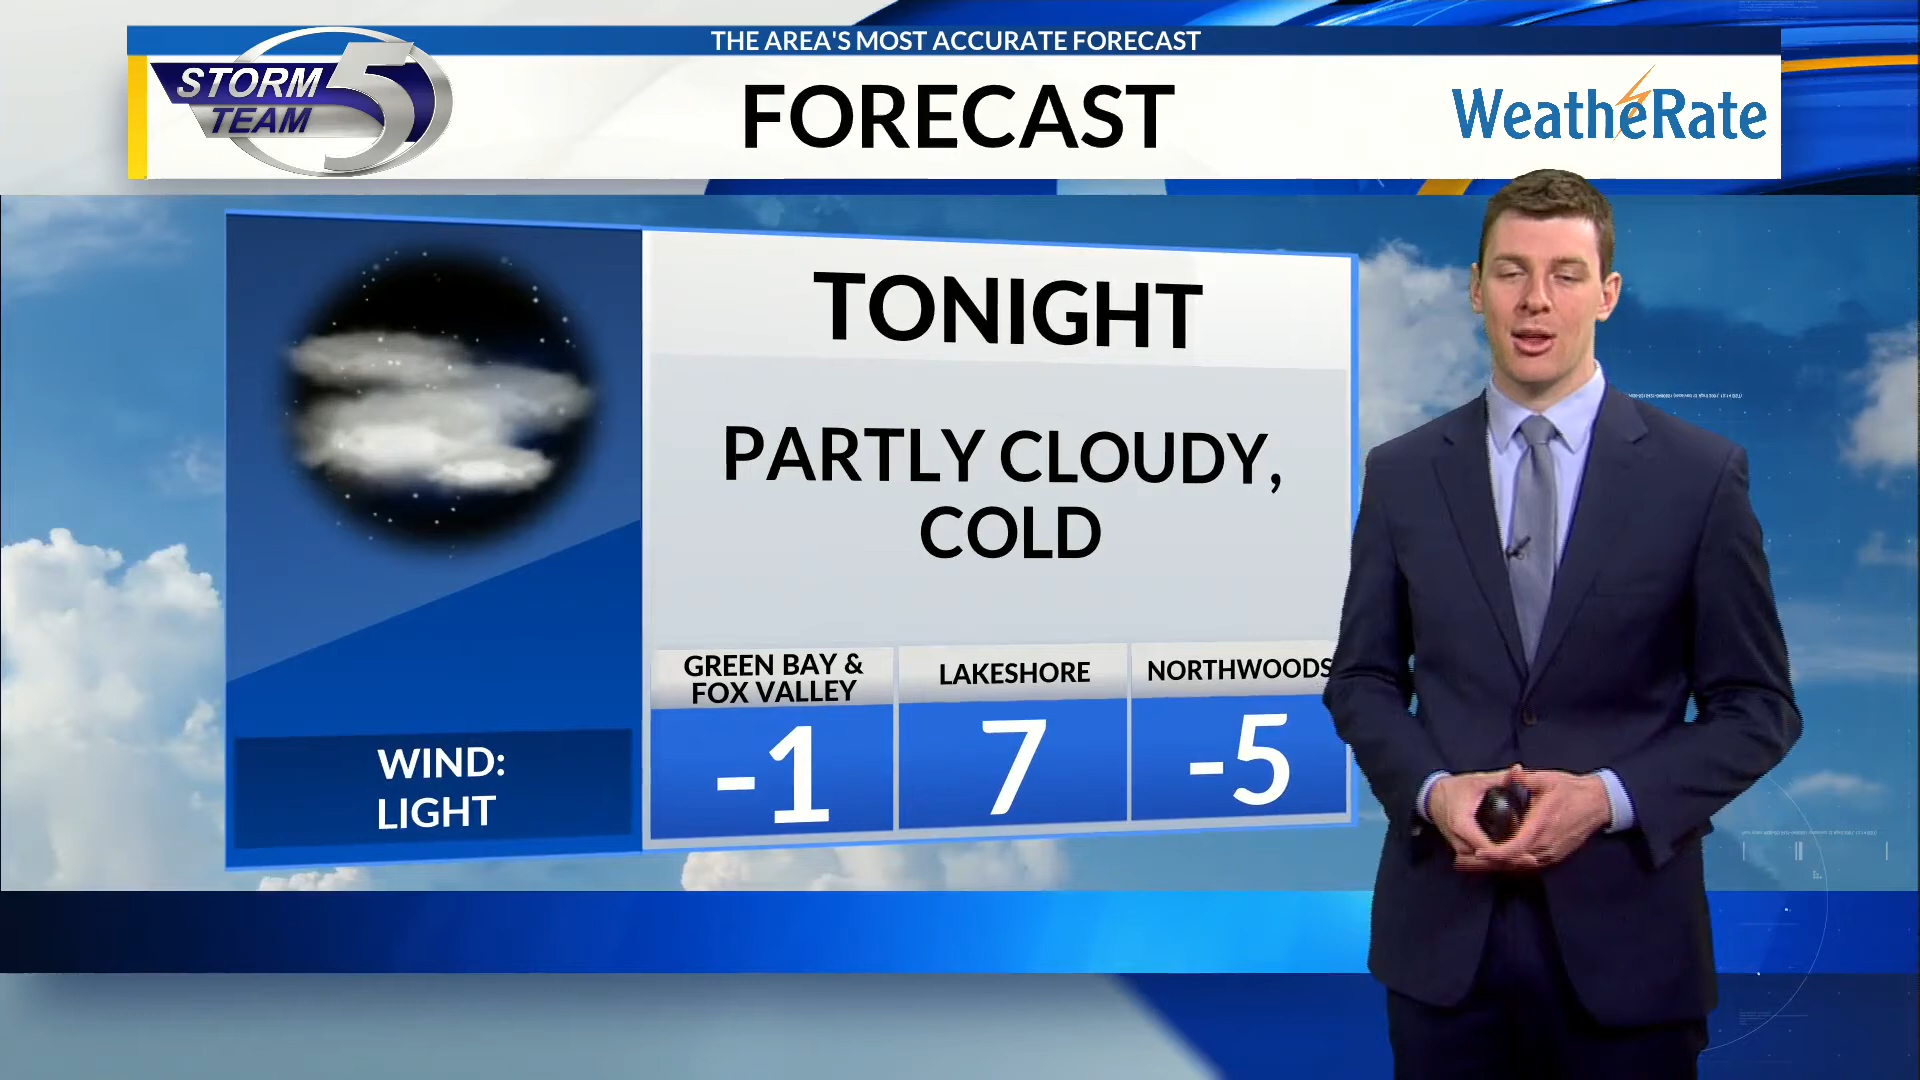 THE AREA'S MOST ACCURATE FORECAST
STORM
TEAM 5
FORECAST
WeatheRate
TONIGHT
PARTLY CLOUDY,
COLD
GREEN BAY &
FOX VALLEY
LAKESHORE
NORTHWOODS
-1
7
-5
WIND:
LIGHT